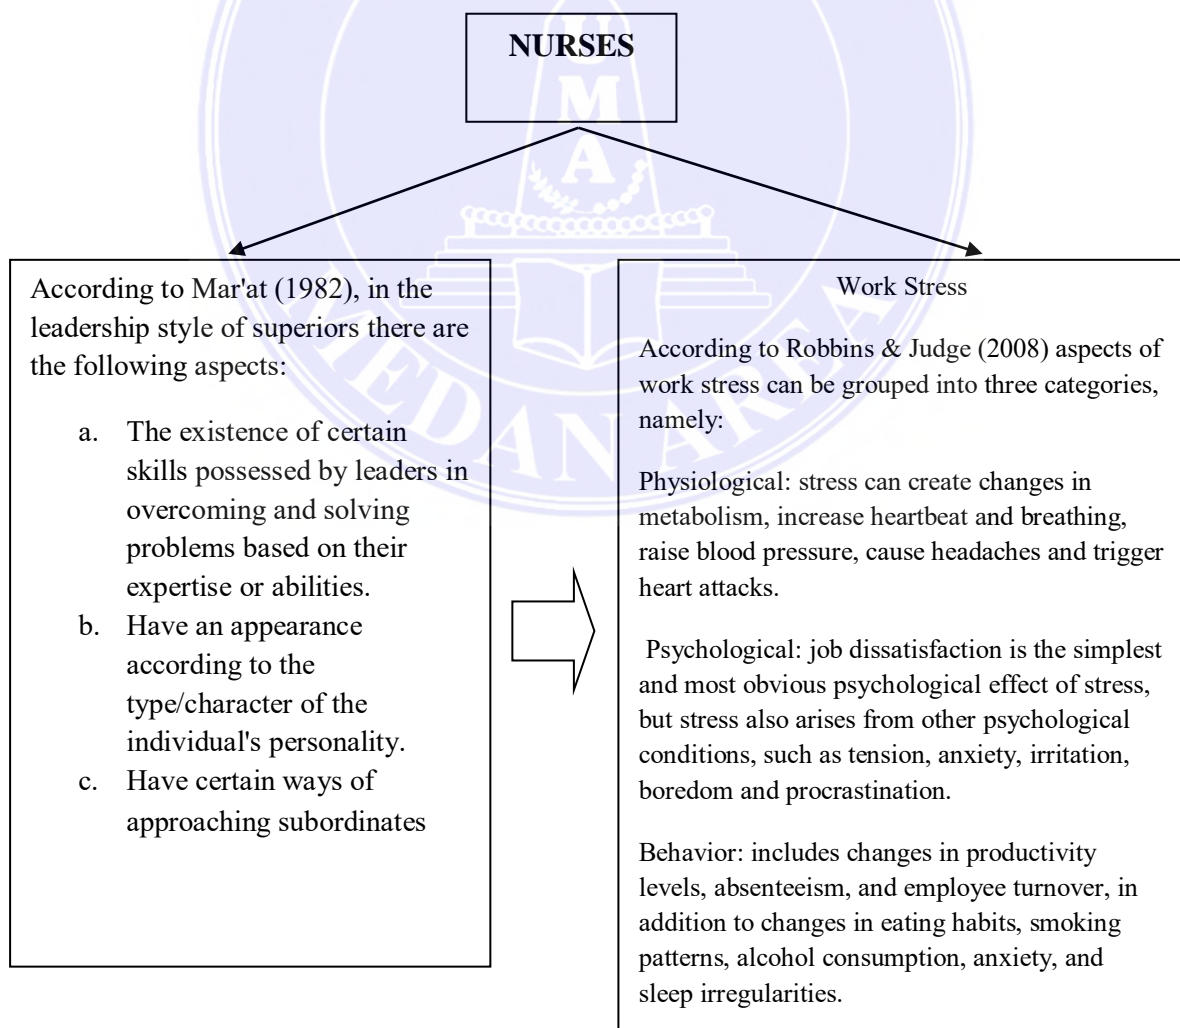 NURSES
UMA
MEDAN AREA
According to Mar'at (1982), in the
leadership style of superiors there are
the following aspects:
a. The existence of certain
skills possessed by leaders in
overcoming and solving
problems based on their
expertise or abilities.
b. Have an appearance
according to the
type/character of the
individual's personality.
c. Have certain ways of
approaching subordinates
Work Stress
According to Robbins & Judge (2008) aspects of
work stress can be grouped into three categories,
namely:
Physiological: stress can create changes in
metabolism, increase heartbeat and breathing,
raise blood pressure, cause headaches and trigger
heart attacks.
Psychological: job dissatisfaction is the simplest
and most obvious psychological effect of stress,
but stress also arises from other psychological
conditions, such as tension, anxiety, irritation,
boredom and procrastination.
Behavior: includes changes in productivity
levels, absenteeism, and employee turnover, in
addition to changes in eating habits, smoking
patterns, alcohol consumption, anxiety, and
sleep irregularities.